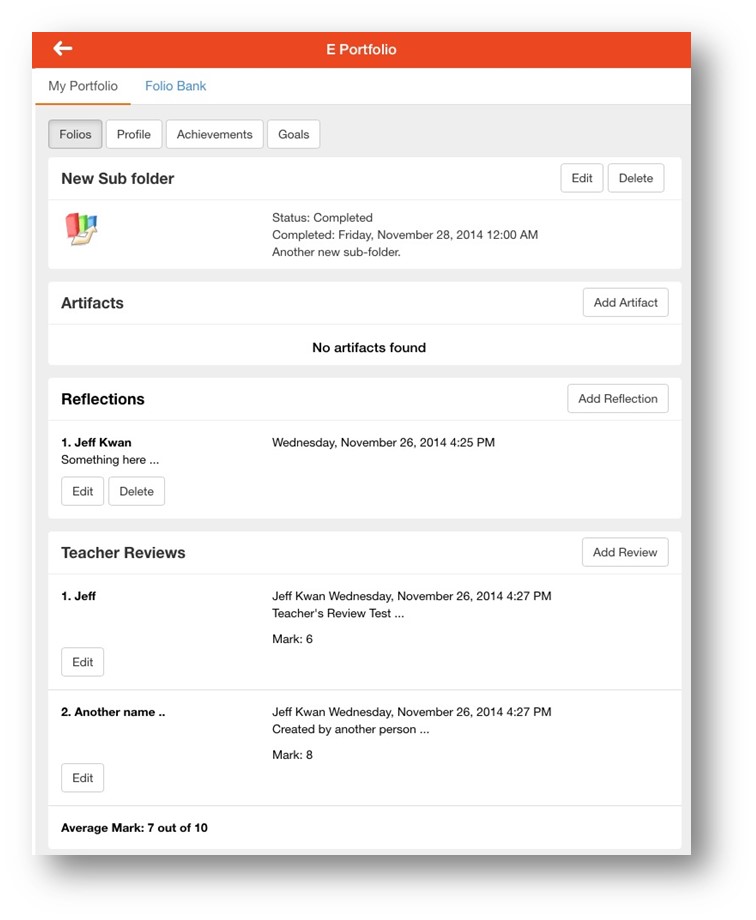 E Portfolio
My Portfolio Folio Bank
Folios Profile Achievements Goals
New Sub folder Edit Delete
Status: Completed
Completed: Friday, November 28, 2014 12:00 AM
Another new sub-folder.
Artifacts Add Artifact
No artifacts found
Reflections Add Reflection
1. Jeff Kwan Wednesday, November 26, 2014 4:25 PM
Something here ...
Edit Delete
Teacher Reviews Add Review
1. Jeff Jeff Kwan Wednesday, November 26, 2014 4:27 PM
Teacher's Review Test ...
Mark: 6
Edit
2. Another name .. Jeff Kwan Wednesday, November 26, 2014 4:27 PM
Created by another person ...
Mark: 8
Edit
Average Mark: 7 out of 10